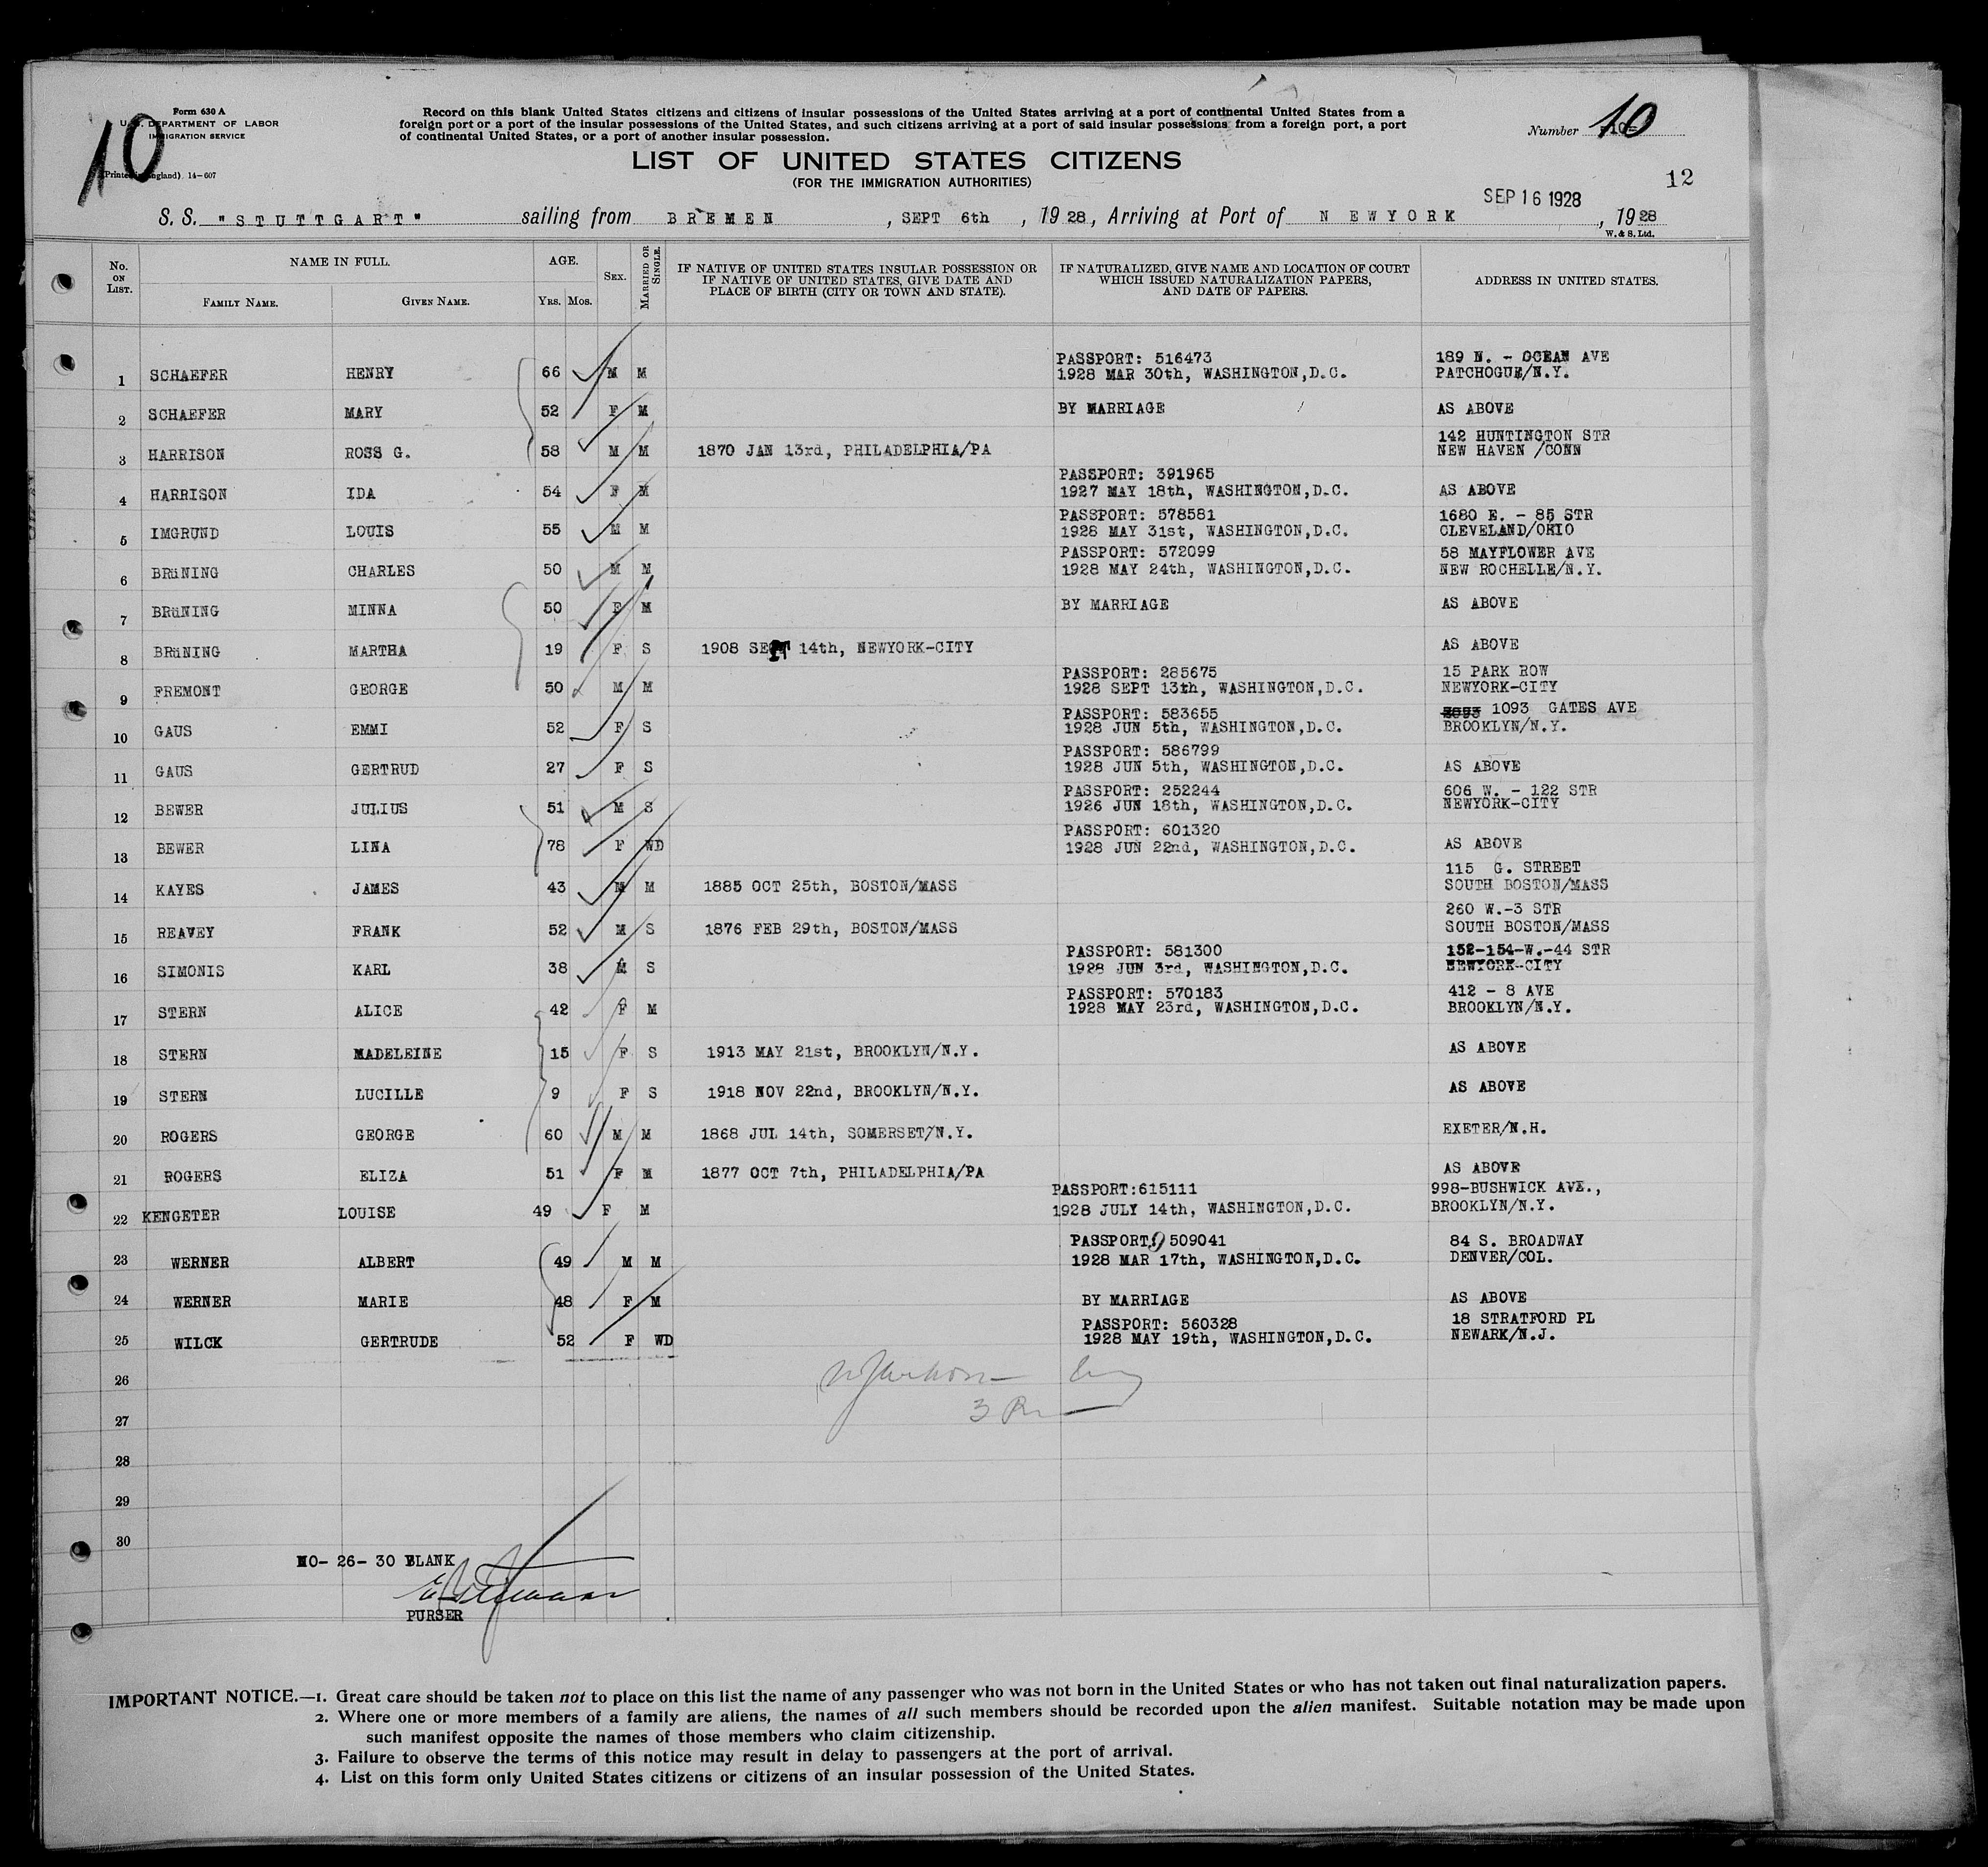 10
Form 630 A
U.S. DEPARTMENT OF LABOR
IMMIGRATION SERVICE
(Printed in England). 14-607
Record on this blank United States citizens and citizens of insular possessions of the United States arriving at a port of continental United States from a
foreign port or a port of the insular possessions of the United States, and such citizens arriving at a port of said insular possessions from a foreign port, a port
of continental United States, or a port of another insular possession.
Number -10- 10
LIST OF UNITED STATES CITIZENS
(FOR THE IMMIGRATION AUTHORITIES)
12
SEP 16 1928
S.S. "STUTTGART" sailing from BREMEN, SEPT 6th, 1928, Arriving at Port of NEWYORK, 1928
W. & S. Ltd.
No. ON LIST. NAME IN FULL. AGE. SEX. MARRIED OR SINGLE. IF NATIVE OF UNITED STATES INSULAR POSSESSION OR IF NATIVE OF UNITED STATES, GIVE DATE AND PLACE OF BIRTH (CITY OR TOWN AND STATE). IF NATURALIZED, GIVE NAME AND LOCATION OF COURT WHICH ISSUED NATURALIZATION PAPERS, AND DATE OF PAPERS. ADDRESS IN UNITED STATES.
FAMILY NAME. GIVEN NAME. YRS. MOS.
PASSPORT: 516473 189 N. - OCEAN AVE
1 SCHAEFER HENRY 66 M M 1928 MAR 30th, WASHINGTON,D.C. PATCHOGUE/N.Y.
2 SCHAEFER MARY 52 F M BY MARRIAGE AS ABOVE
142 HUNTINGTON STR
3 HARRISON ROSS G. 58 M M 1870 JAN 13rd, PHILADELPHIA/PA NEW HAVEN /CONN
PASSPORT: 391965
4 HARRISON IDA 54 F M 1927 MAY 18th, WASHINGTON,D.C. AS ABOVE
PASSPORT: 578581 1680 E. - 85 STR
5 IMGRUND LOUIS 55 M M 1928 MAY 31st, WASHINGTON,D.C. CLEVELAND/OHIO
PASSPORT: 572099 58 MAYFLOWER AVE
6 BRüNING CHARLES 50 M M 1928 MAY 24th, WASHINGTON,D.C. NEW ROCHELLE/N.Y.
7 BRüNING MINNA 50 F M BY MARRIAGE AS ABOVE
8 BRüNING MARTHA 19 F S 1908 SEPT 14th, NEWYORK-CITY AS ABOVE
PASSPORT: 285675 15 PARK ROW
9 FREMONT GEORGE 50 M M 1928 SEPT 13th, WASHINGTON,D.C. NEWYORK-CITY
PASSPORT: 583655 1093 GATES AVE
10 GAUS EMMI 52 F S 1928 JUN 5th, WASHINGTON,D.C. BROOKLYN/N.Y.
PASSPORT: 586799
11 GAUS GERTRUD 27 F S 1928 JUN 5th, WASHINGTON,D.C. AS ABOVE
PASSPORT: 252244 606 W. - 122 STR
12 BEWER JULIUS 51 M S 1926 JUN 18th, WASHINGTON,D.C. NEWYORK-CITY
PASSPORT: 601320
13 BEWER LINA 78 F WD 1928 JUN 22nd, WASHINGTON,D.C. AS ABOVE
115 G. STREET
14 KAYES JAMES 43 M M 1885 OCT 25th, BOSTON/MASS SOUTH BOSTON/MASS
260 W.-3 STR
15 REAVEY FRANK 52 M S 1876 FEB 29th, BOSTON/MASS SOUTH BOSTON/MASS
PASSPORT: 581300 152-154-W.-44 STR
16 SIMONIS KARL 38 M S 1928 JUN 3rd, WASHINGTON,D.C. NEWYORK-CITY
PASSPORT: 570183 412 - 8 AVE
17 STERN ALICE 42 F M 1928 MAY 23rd, WASHINGTON,D.C. BROOKLYN/N.Y.
18 STERN MADELEINE 15 F S 1913 MAY 21st, BROOKLYN/N.Y. AS ABOVE
19 STERN LUCILLE 9 F S 1918 NOV 22nd, BROOKLYN/N.Y. AS ABOVE
20 ROGERS GEORGE 60 M M 1868 JUL 14th, SOMERSET/N.Y. EXETER/N.H.
21 ROGERS ELIZA 51 F M 1877 OCT 7th, PHILADELPHIA/PA AS ABOVE
PASSPORT:615111 998-BUSHWICK AVE.,
22 KENGETER LOUISE 49 F M 1928 JULY 14th, WASHINGTON,D.C. BROOKLYN/N.Y.
PASSPORT: 509041 84 S. BROADWAY
23 WERNER ALBERT 49 M M 1928 MAR 17th, WASHINGTON,D.C. DENVER/COL.
24 WERNER MARIE 48 F M BY MARRIAGE AS ABOVE
PASSPORT: 560328 18 STRATFORD PL
25 WILCK GERTRUDE 52 F WD 1928 MAY 19th, WASHINGTON,D.C. NEWARK/N.J.
26
27
28
29
30
NO- 26- 30 BLANK
PURSER
IMPORTANT NOTICE.—1. Great care should be taken not to place on this list the name of any passenger who was not born in the United States or who has not taken out final naturalization papers.
2. Where one or more members of a family are aliens, the names of all such members should be recorded upon the alien manifest. Suitable notation may be made upon
such manifest opposite the names of those members who claim citizenship.
3. Failure to observe the terms of this notice may result in delay to passengers at the port of arrival.
4. List on this form only United States citizens or citizens of an insular possession of the United States.